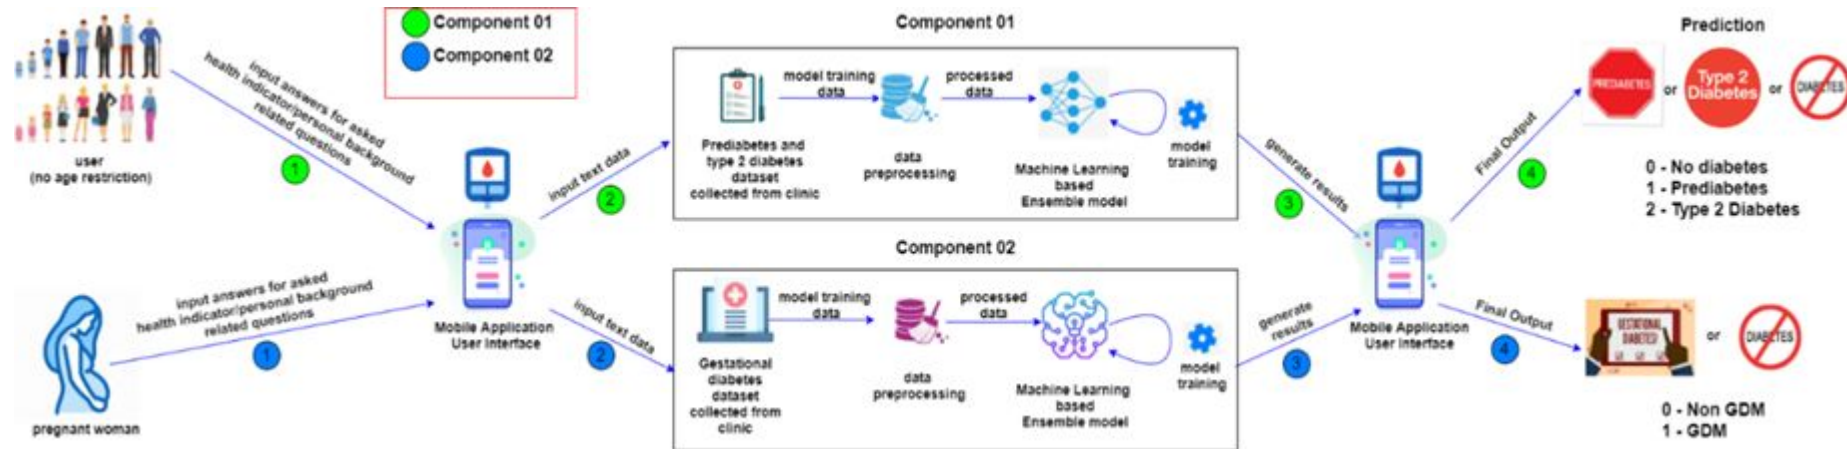 Component 01
Component 02
input answers for asked
health indicator/personal background
related questions
1
user
(no age restriction)
input answers for asked
health indicator/personal background
related questions
1
pregnant woman
Mobile Application
User Interface
input text data
2
input text data
2
Component 01
model training
data
processed
data
Prediabetes and
type 2 diabetes
dataset
collected from clinic
data
preprocessing
Machine Learning
based
Ensemble model
model
training
Component 02
model training
data
processed
data
Gestational
diabetes
dataset
collected from
clinic
data
preprocessing
Machine Learning
based
Ensemble model
model
training
generate results
3
generate
results
3
Mobile Application
User Interface
Final Output
4
Final Output
4
Prediction
PREDIABETES
or
Type 2
Diabetes
or
DIABETES
0 - No diabetes
1 - Prediabetes
2 - Type 2 Diabetes
GESTATIONAL
DIABETES
or
DIABETES
0 - Non GDM
1 - GDM